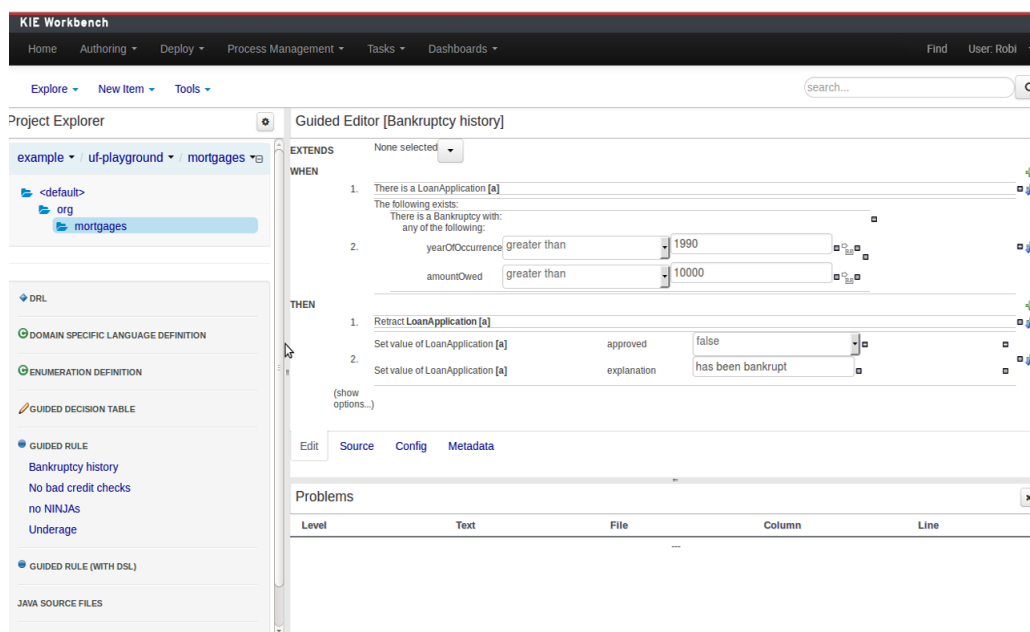 KIE Workbench
Home Authoring Deploy Process Management Tasks Dashboards Find User: Robi
Explore New Item Tools search...
Project Explorer
example / uf-playground / mortgages
<default>
org
mortgages
DRL
DOMAIN SPECIFIC LANGUAGE DEFINITION
ENUMERATION DEFINITION
GUIDED DECISION TABLE
GUIDED RULE
Bankruptcy history
No bad credit checks
no NINJAs
Underage
GUIDED RULE (WITH DSL)
JAVA SOURCE FILES
Guided Editor [Bankruptcy history]
EXTENDS None selected
WHEN
1. There is a LoanApplication [a]
The following exists:
There is a Bankruptcy with:
any of the following:
2. yearOfOccurrence greater than 1990
amountOwed greater than 10000
THEN
1. Retract LoanApplication [a]
Set value of LoanApplication [a] approved false
2.
Set value of LoanApplication [a] explanation has been bankrupt
(show
options...)
Edit Source Config Metadata
Problems
Level Text File Column Line
---